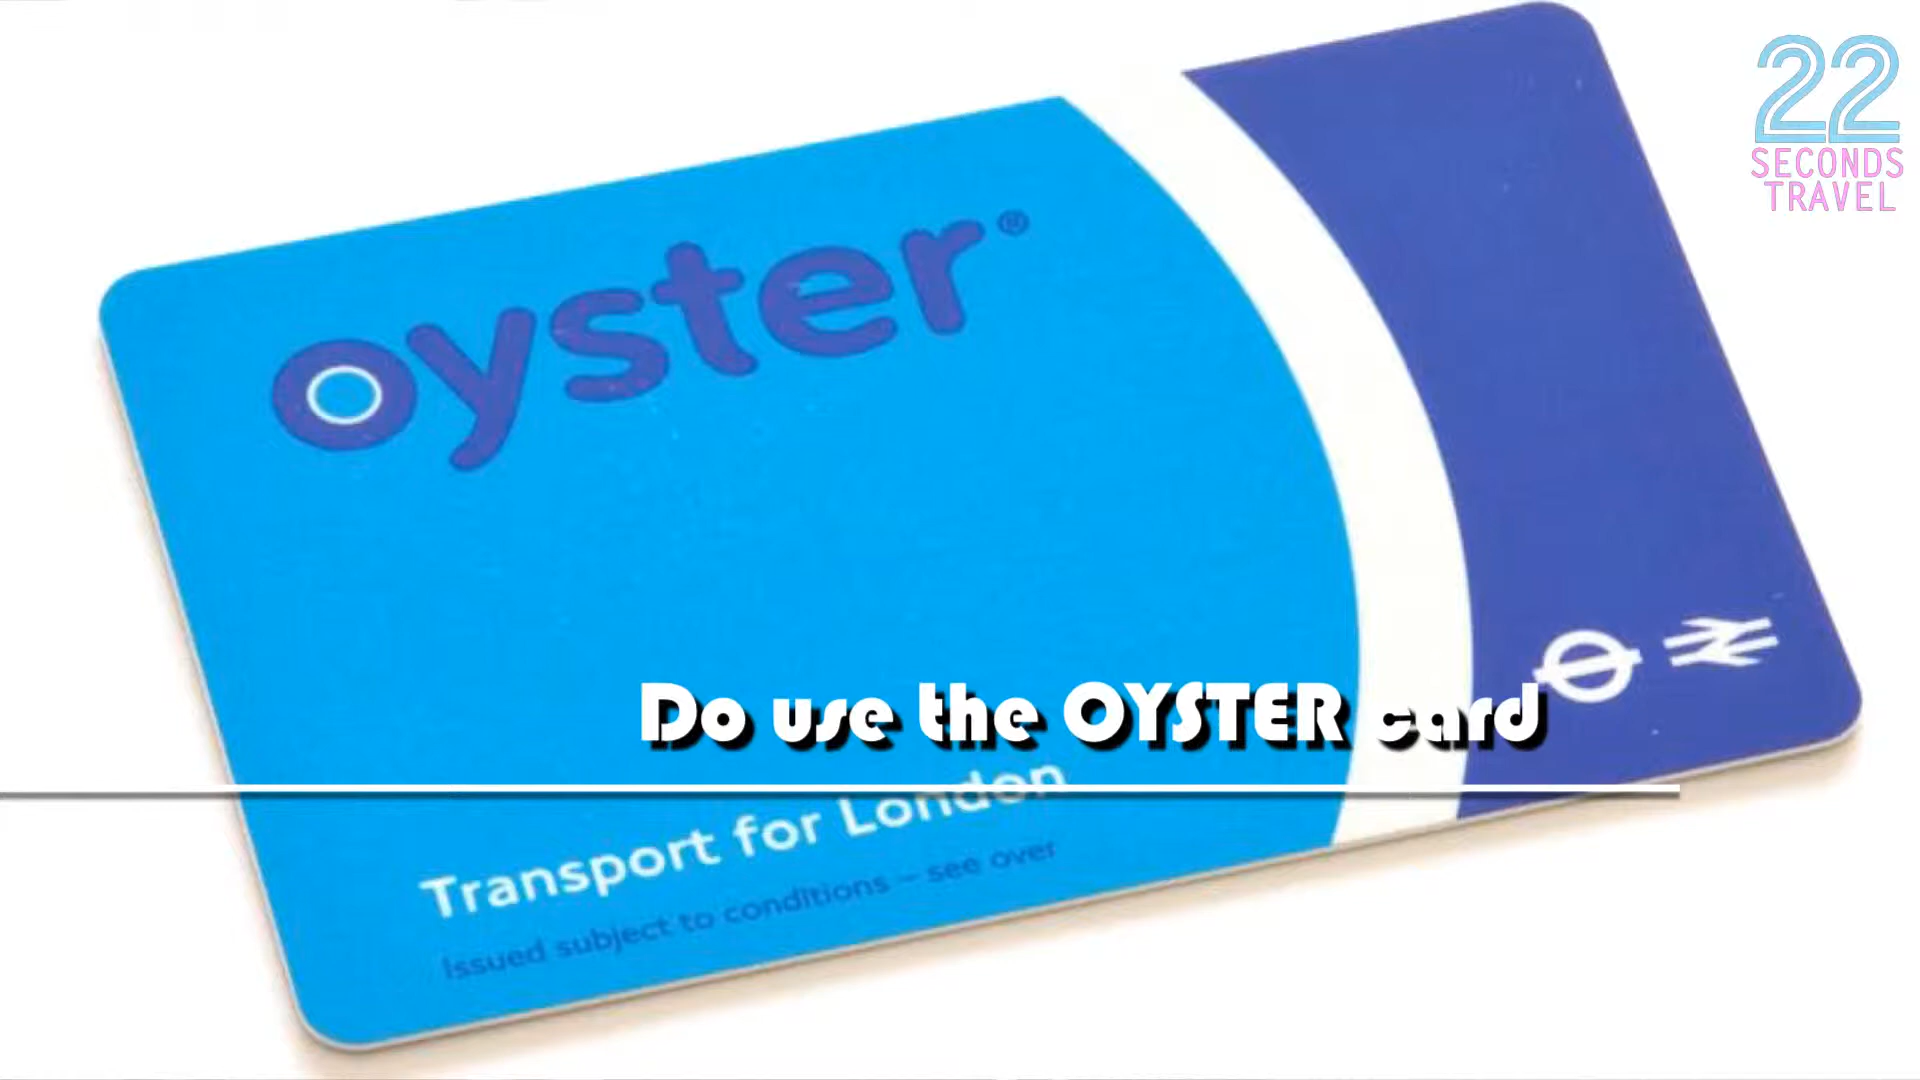 22
SECONDS
TRAVEL
oyster®
Do use the OYSTER card
Transport for London
Issued subject to conditions – see over